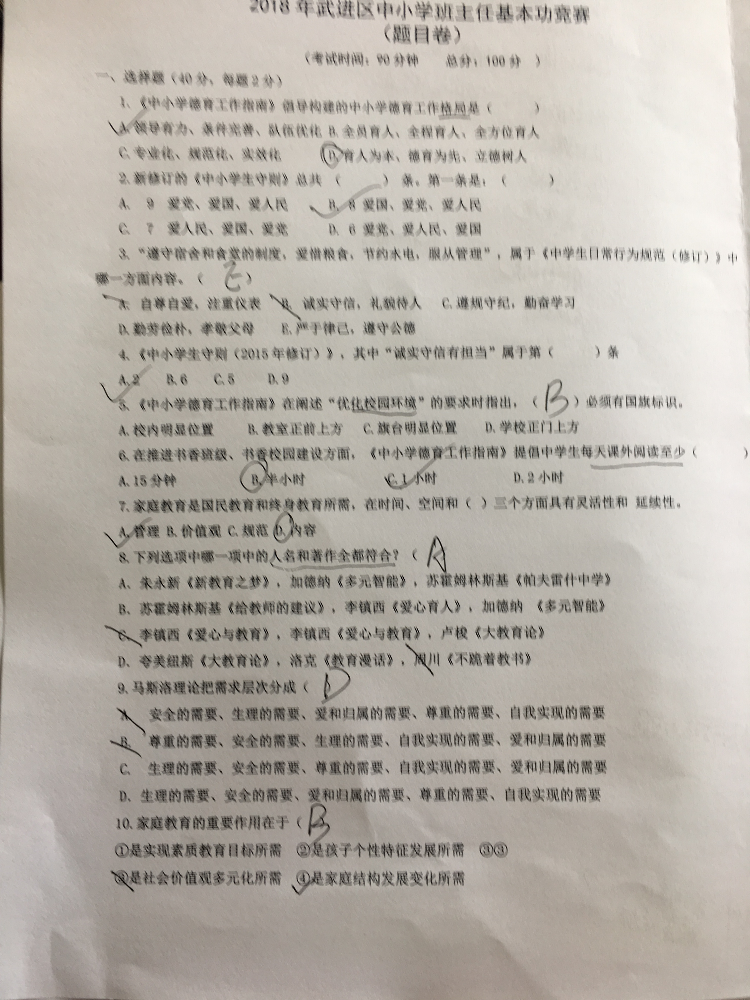 2018年武进区中小学班主任基本功竞赛
（题目卷）
（考试时间：90分钟 总分：100分 ）
一、选择题（40分，每题2分）
1.《中小学德育工作指南》倡导构建的中小学德育工作格局是（ ）
A.领导有力、条件完善、队伍优化 B.全员育人、全程育人、全方位育人
C.专业化、规范化、实效化 D.育人为本、德育为先、立德树人
2.新修订的《中小学生守则》总共（ ） 条。第一条是：（ ）
A. 9 爱党、爱国、爱人民 B. 8 爱国、爱党、爱人民
C. 7 爱人民、爱国、爱党 D. 6 爱党、爱人民、爱国
3.“遵守宿舍和食堂的制度，爱惜粮食，节约水电，服从管理”，属于《中学生日常行为规范（修订）》中
哪一方面内容。（ E ）
A. 自尊自爱，注重仪表 B. 诚实守信，礼貌待人 C.遵规守纪，勤奋学习
D.勤劳俭朴，孝敬父母 E.严于律己，遵守公德
4.《中小学生守则（2015年修订）》，其中“诚实守信有担当”属于第（ ）条
A.2 B.6 C.5 D.9
5.《中小学德育工作指南》在阐述“优化校园环境”的要求时指出，（ B ）必须有国旗标识。
A.校内明显位置 B.教室正前上方 C.旗台明显位置 D.学校正门上方
6.在推进书香班级、书香校园建设方面，《中小学德育工作指南》提倡中学生每天课外阅读至少（ ）
A.15分钟 B.半小时 C.1小时 D.2小时
7.家庭教育是国民教育和终身教育所需，在时间、空间和（ ）三个方面具有灵活性和 延续性。
A.管理 B.价值观 C.规范 D.内容
8.下列选项中哪一项中的人名和著作全都符合？（ A
A、朱永新《新教育之梦》，加德纳《多元智能》，苏霍姆林斯基《帕夫雷什中学》
B、苏霍姆林斯基《给教师的建议》，李镇西《爱心育人》，加德纳 《多元智能》
C、李镇西《爱心与教育》，李镇西《爱心与教育》，卢梭《大教育论》
D、夸美纽斯《大教育论》，洛克《教育漫话》，周川《不跪着教书》
9.马斯洛理论把需求层次分成（ D
A. 安全的需要、生理的需要、爱和归属的需要、尊重的需要、自我实现的需要
B. 尊重的需要、安全的需要、生理的需要、自我实现的需要、爱和归属的需要
C. 生理的需要、安全的需要、尊重的需要、自我实现的需要、爱和归属的需要
D、生理的需要、安全的需要、爱和归属的需要、尊重的需要、自我实现的需要
10.家庭教育的重要作用在于（ B
①是实现素质教育目标所需 ②是孩子个性特征发展所需 ③③
③是社会价值观多元化所需 ④是家庭结构发展变化所需